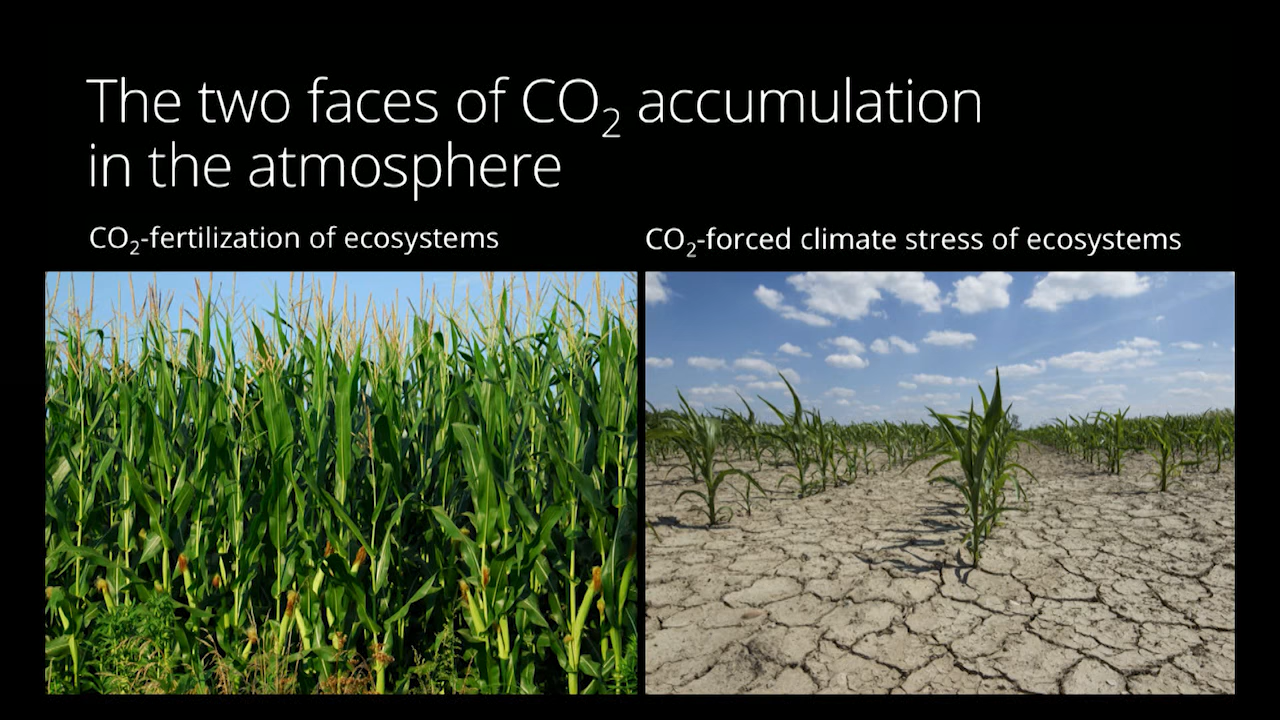 The two faces of CO₂ accumulation
in the atmosphere
CO₂-fertilization of ecosystems
CO₂-forced climate stress of ecosystems